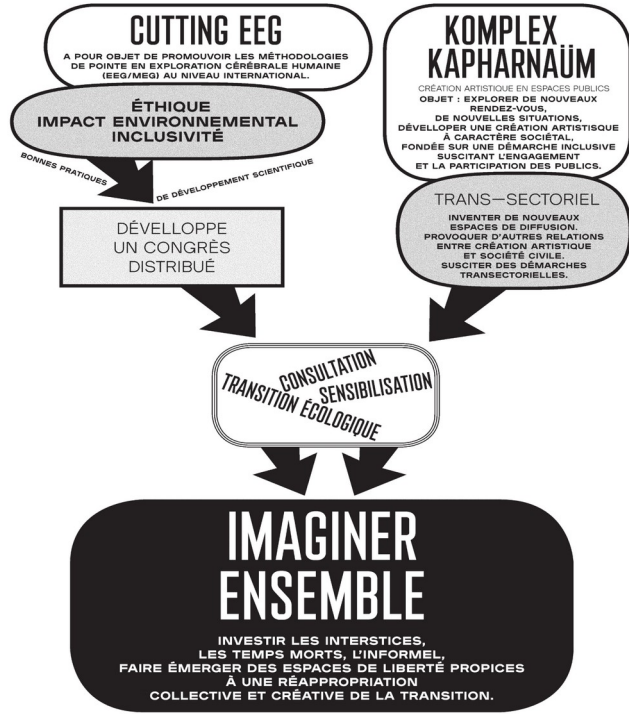 CUTTING EEG
A POUR OBJET DE PROMOUVOIR LES MÉTHODOLOGIES
DE POINTE EN EXPLORATION CÉRÉBRALE HUMAINE
(EEG/MEG) AU NIVEAU INTERNATIONAL.
ÉTHIQUE
IMPACT ENVIRONNEMENTAL
INCLUSIVITÉ
BONNES PRATIQUES
DE DÉVELOPPEMENT SCIENTIFIQUE
DÉVELLOPPE
UN CONGRÈS
DISTRIBUÉ
KOMPLEX
KAPHARNAÜM
CRÉATION ARTISTIQUE EN ESPACES PUBLICS
OBJET : EXPLORER DE NOUVEAUX
RENDEZ-VOUS,
DE NOUVELLES SITUATIONS,
DÉVELOPPER UNE CRÉATION ARTISTISQUE
À CARACTÈRE SOCIÉTAL,
FONDÉE SUR UNE DÉMARCHE INCLUSIVE
SUSCITANT L'ENGAGEMENT
ET LA PARTICIPATION DES PUBLICS.
TRANS—SECTORIEL
INVENTER DE NOUVEAUX
ESPACES DE DIFFUSION.
PROVOQUER D'AUTRES RELATIONS
ENTRE CRÉATION ARTISTIQUE
ET SOCIÉTÉ CIVILE.
SUSCITER DES DÉMARCHES
TRANSECTORIELLES.
CONSULTATION
SENSIBILISATION
TRANSITION ÉCOLOGIQUE
IMAGINER
ENSEMBLE
INVESTIR LES INTERSTICES,
LES TEMPS MORTS, L'INFORMEL,
FAIRE ÉMERGER DES ESPACES DE LIBERTÉ PROPICES
À UNE RÉAPPROPRIATION
COLLECTIVE ET CRÉATIVE DE LA TRANSITION.